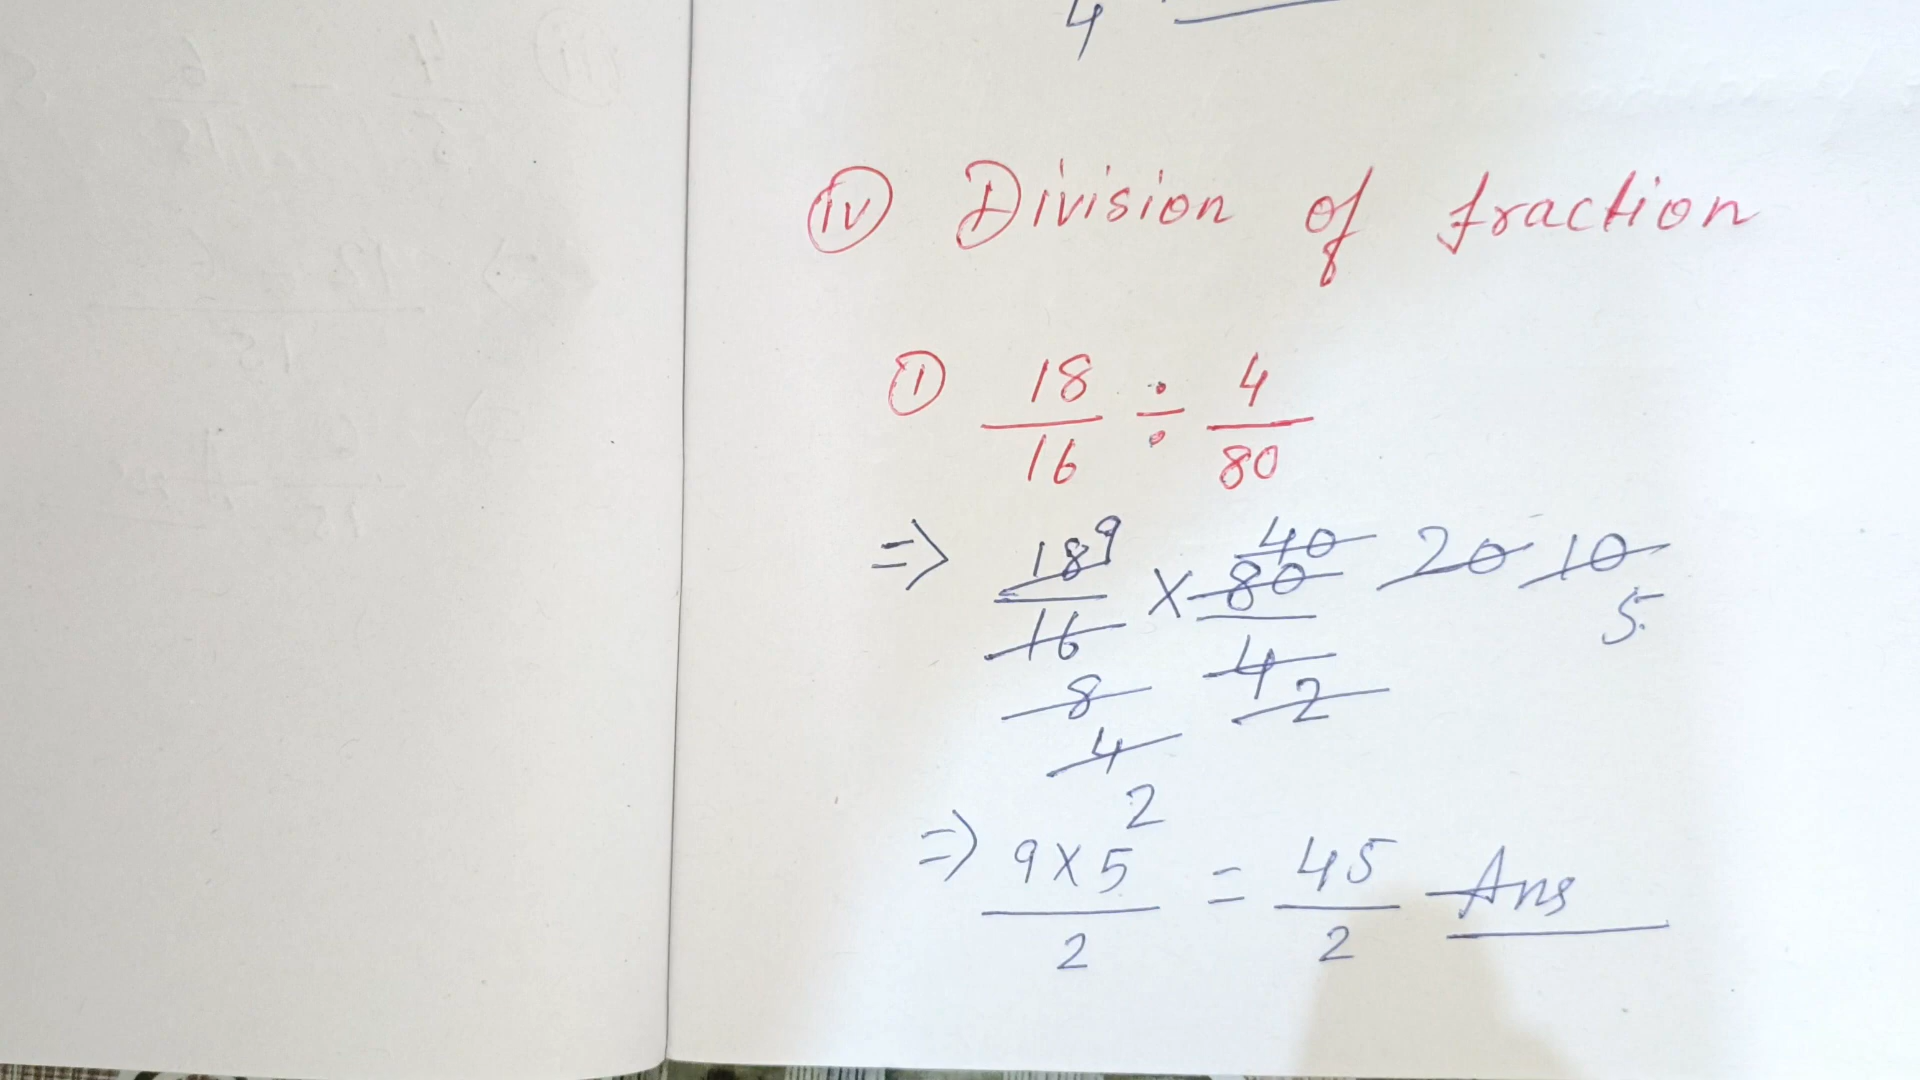 4
(iv) Division of fraction
(1) 18/16 ÷ 4/80
=> 18 9/16 8 4 2 × 80 40 20 10 5/4 2
=> 9×5/2 = 45/2 Ans